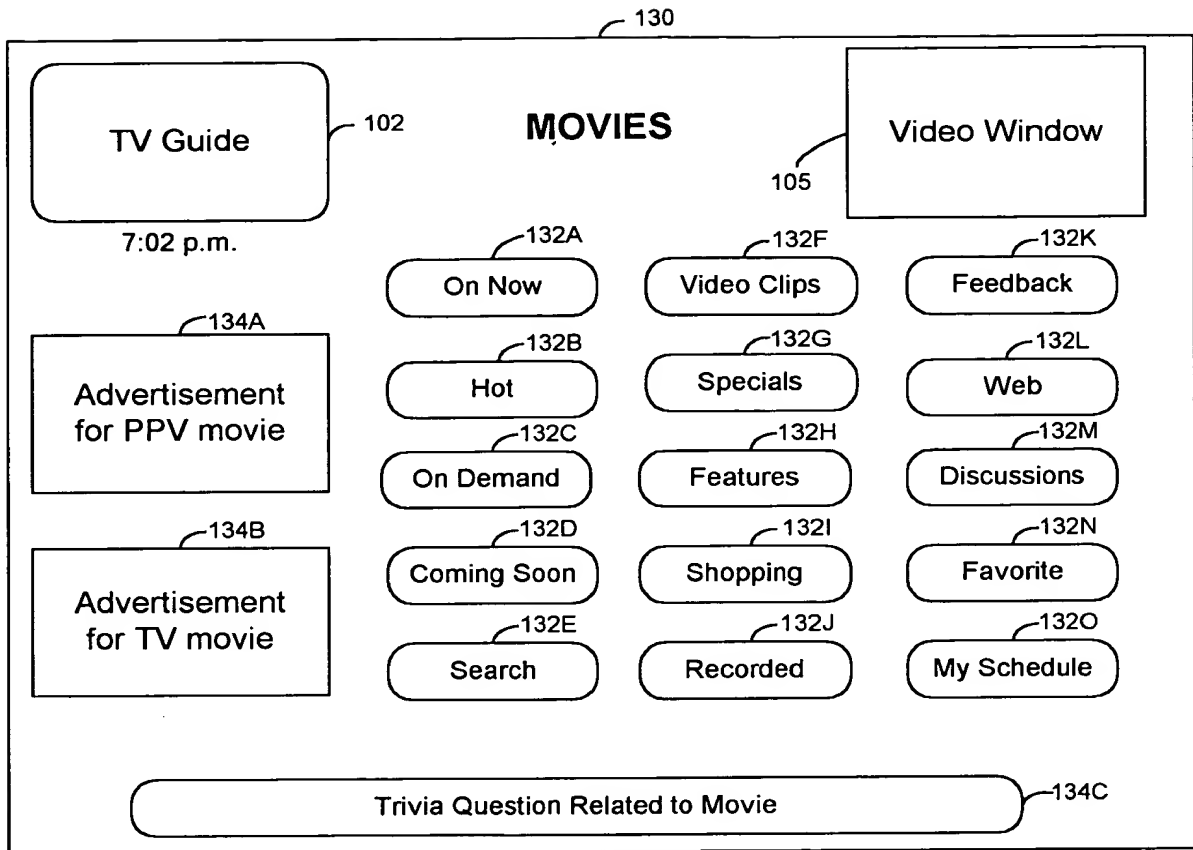 130
TV Guide
102
MOVIES
Video Window
105
7:02 p.m.
132A
132F
132K
On Now
Video Clips
Feedback
134A
132B
132G
132L
Advertisement
for PPV movie
Hot
Specials
Web
132C
132H
132M
On Demand
Features
Discussions
134B
132D
132I
132N
Advertisement
for TV movie
Coming Soon
Shopping
Favorite
132E
132J
132O
Search
Recorded
My Schedule
Trivia Question Related to Movie
134C